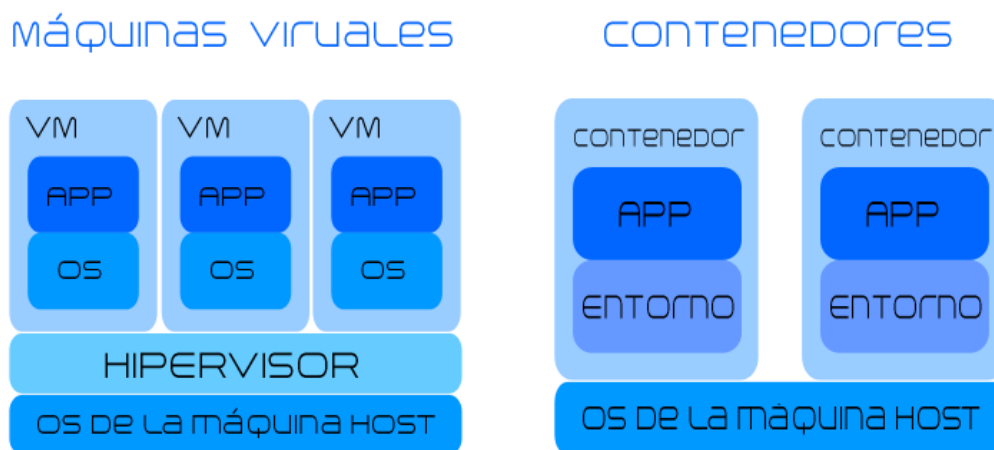 Máquinas Viruales
Contenedores
VM
APP
OS
VM
APP
OS
VM
APP
OS
HIPERVISOR
OS DE La Máquina HOST
Contenedor
APP
Entorno
Contenedor
APP
Entorno
OS DE La Máquina HOST